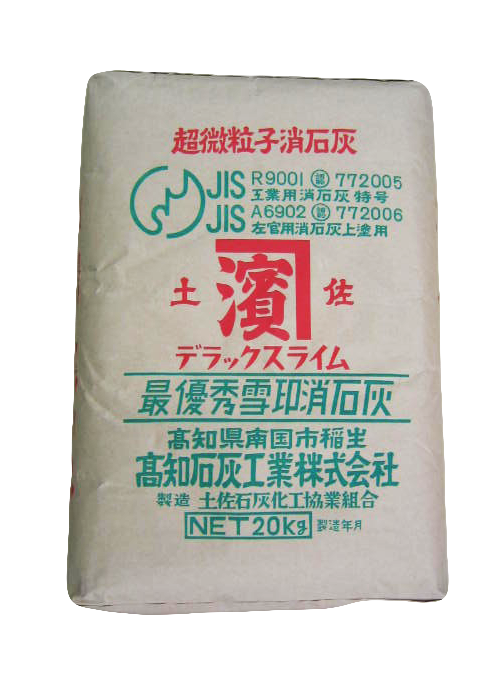 超微粒子消石灰
JIS R9001 認 772005
工業用消石灰 特号
JIS A6902 認 772006
左官用消石灰上塗用
土 濱 佐
デラックスライム
最優秀雪印消石灰
高知県南国市稲生
高知石灰工業株式会社
製造 土佐石灰化工協業組合
NET20Kg 製造年月